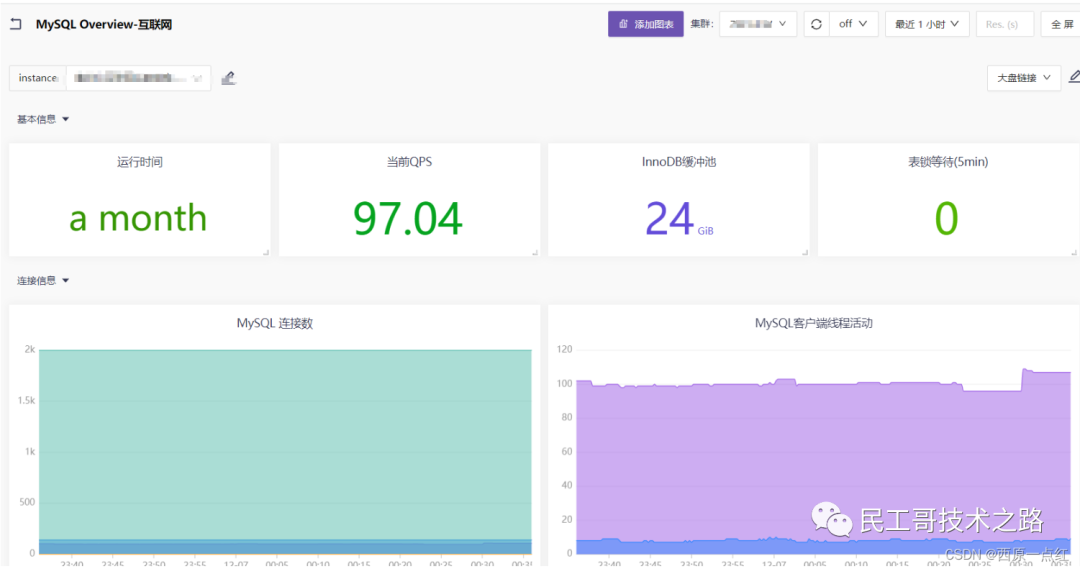 MySQL Overview-互联网
添加图表
集群:
off
最近 1 小时
Res. (s)
全 屏
instance
大盘链接
基本信息
运行时间
当前QPS
InnoDB缓冲池
表锁等待(5min)
a month
97.04
24 GiB
0
连接信息
MySQL 连接数
MySQL客户端线程活动
2k
1.5k
1k
500
0
120
100
80
60
40
20
0
23:40 23:45 23:50 23:55 12-07 00:05 00:10 00:15 00:20 00:25 00:30
23:40 23:45 23:50 23:55 12-07 00:05 00:10 00:15 00:20 00:25 00:30
民工哥技术之路
CSDN @西原一点红